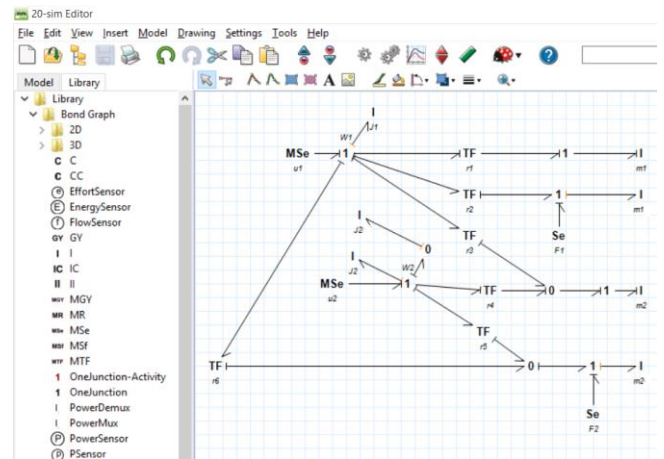 20-sim Editor
File Edit View Insert Model Drawing Settings Tools Help
Model Library
Library
Bond Graph
2D
3D
C C
CC CC
EffortSensor
EnergySensor
FlowSensor
GY GY
I I
IC IC
II II
MGY MGY
MR MR
MSe MSe
MSf MSf
MTF MTF
1 OneJunction-Activity
1 OneJunction
PowerDemux
PowerMux
P PowerSensor
PSensor
I
J1
W1
MSe 1 TF 1 I
u1 r1 m1
TF 1 I
r2 m1
I
J2
TF Se
r3 F1
0
I
J2 W2
MSe 1 TF 0 1 I
u2 r4 m2
TF
r5
TF 0 1 I
r6 m2
Se
F2